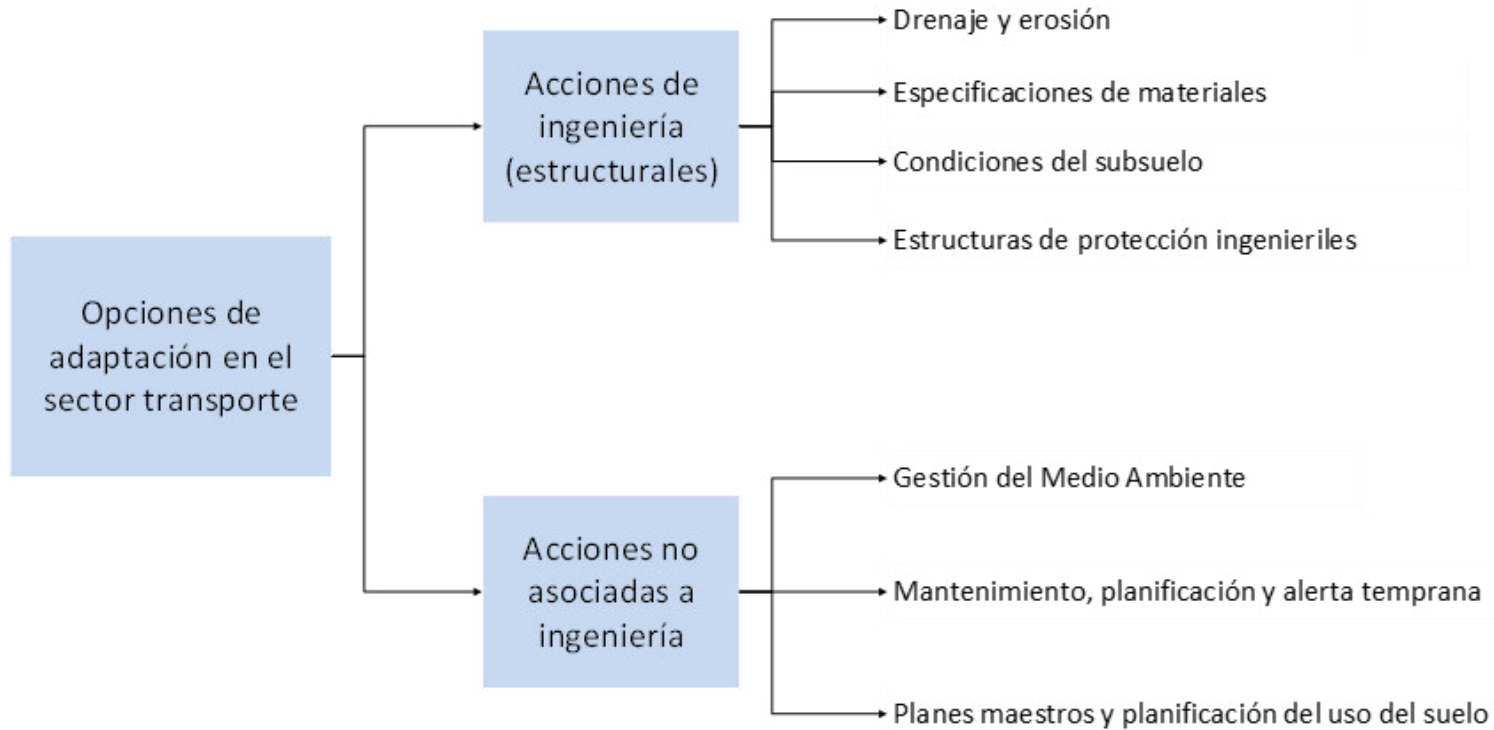 Opciones de
adaptación en el
sector transporte
Acciones de
ingeniería
(estructurales)
Drenaje y erosión
Especificaciones de materiales
Condiciones del subsuelo
Estructuras de protección ingenieriles
Acciones no
asociadas a
ingeniería
Gestión del Medio Ambiente
Mantenimiento, planificación y alerta temprana
Planes maestros y planificación del uso del suelo